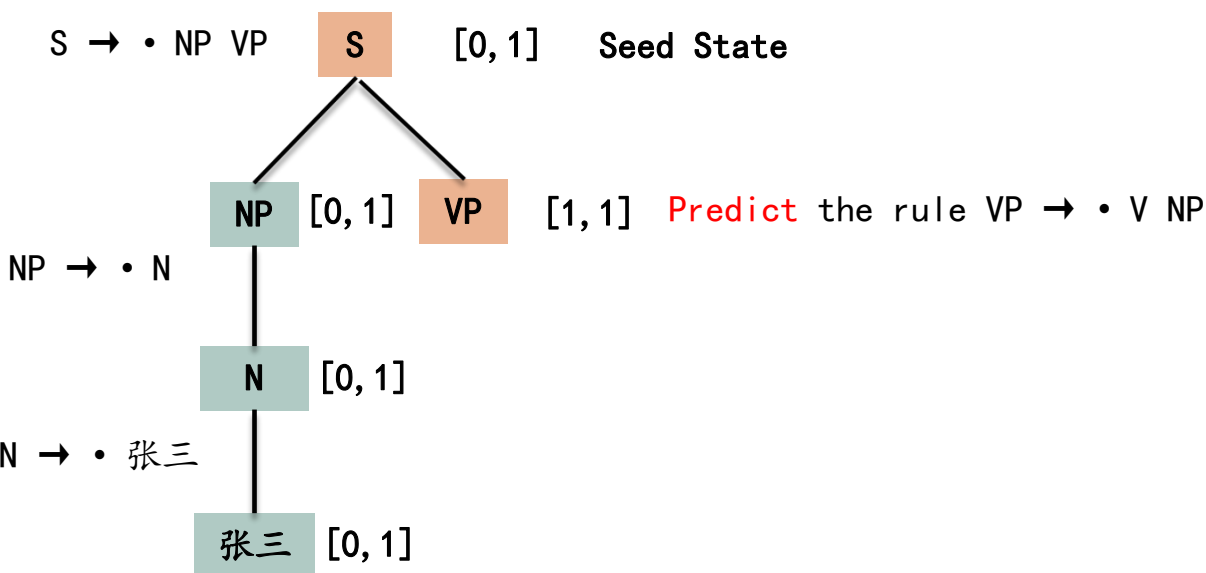 S → • NP VP S [0,1] Seed State
NP [0,1] VP [1,1] Predict the rule VP → • V NP
NP → • N
N [0,1]
N → • 张三
张三 [0,1]